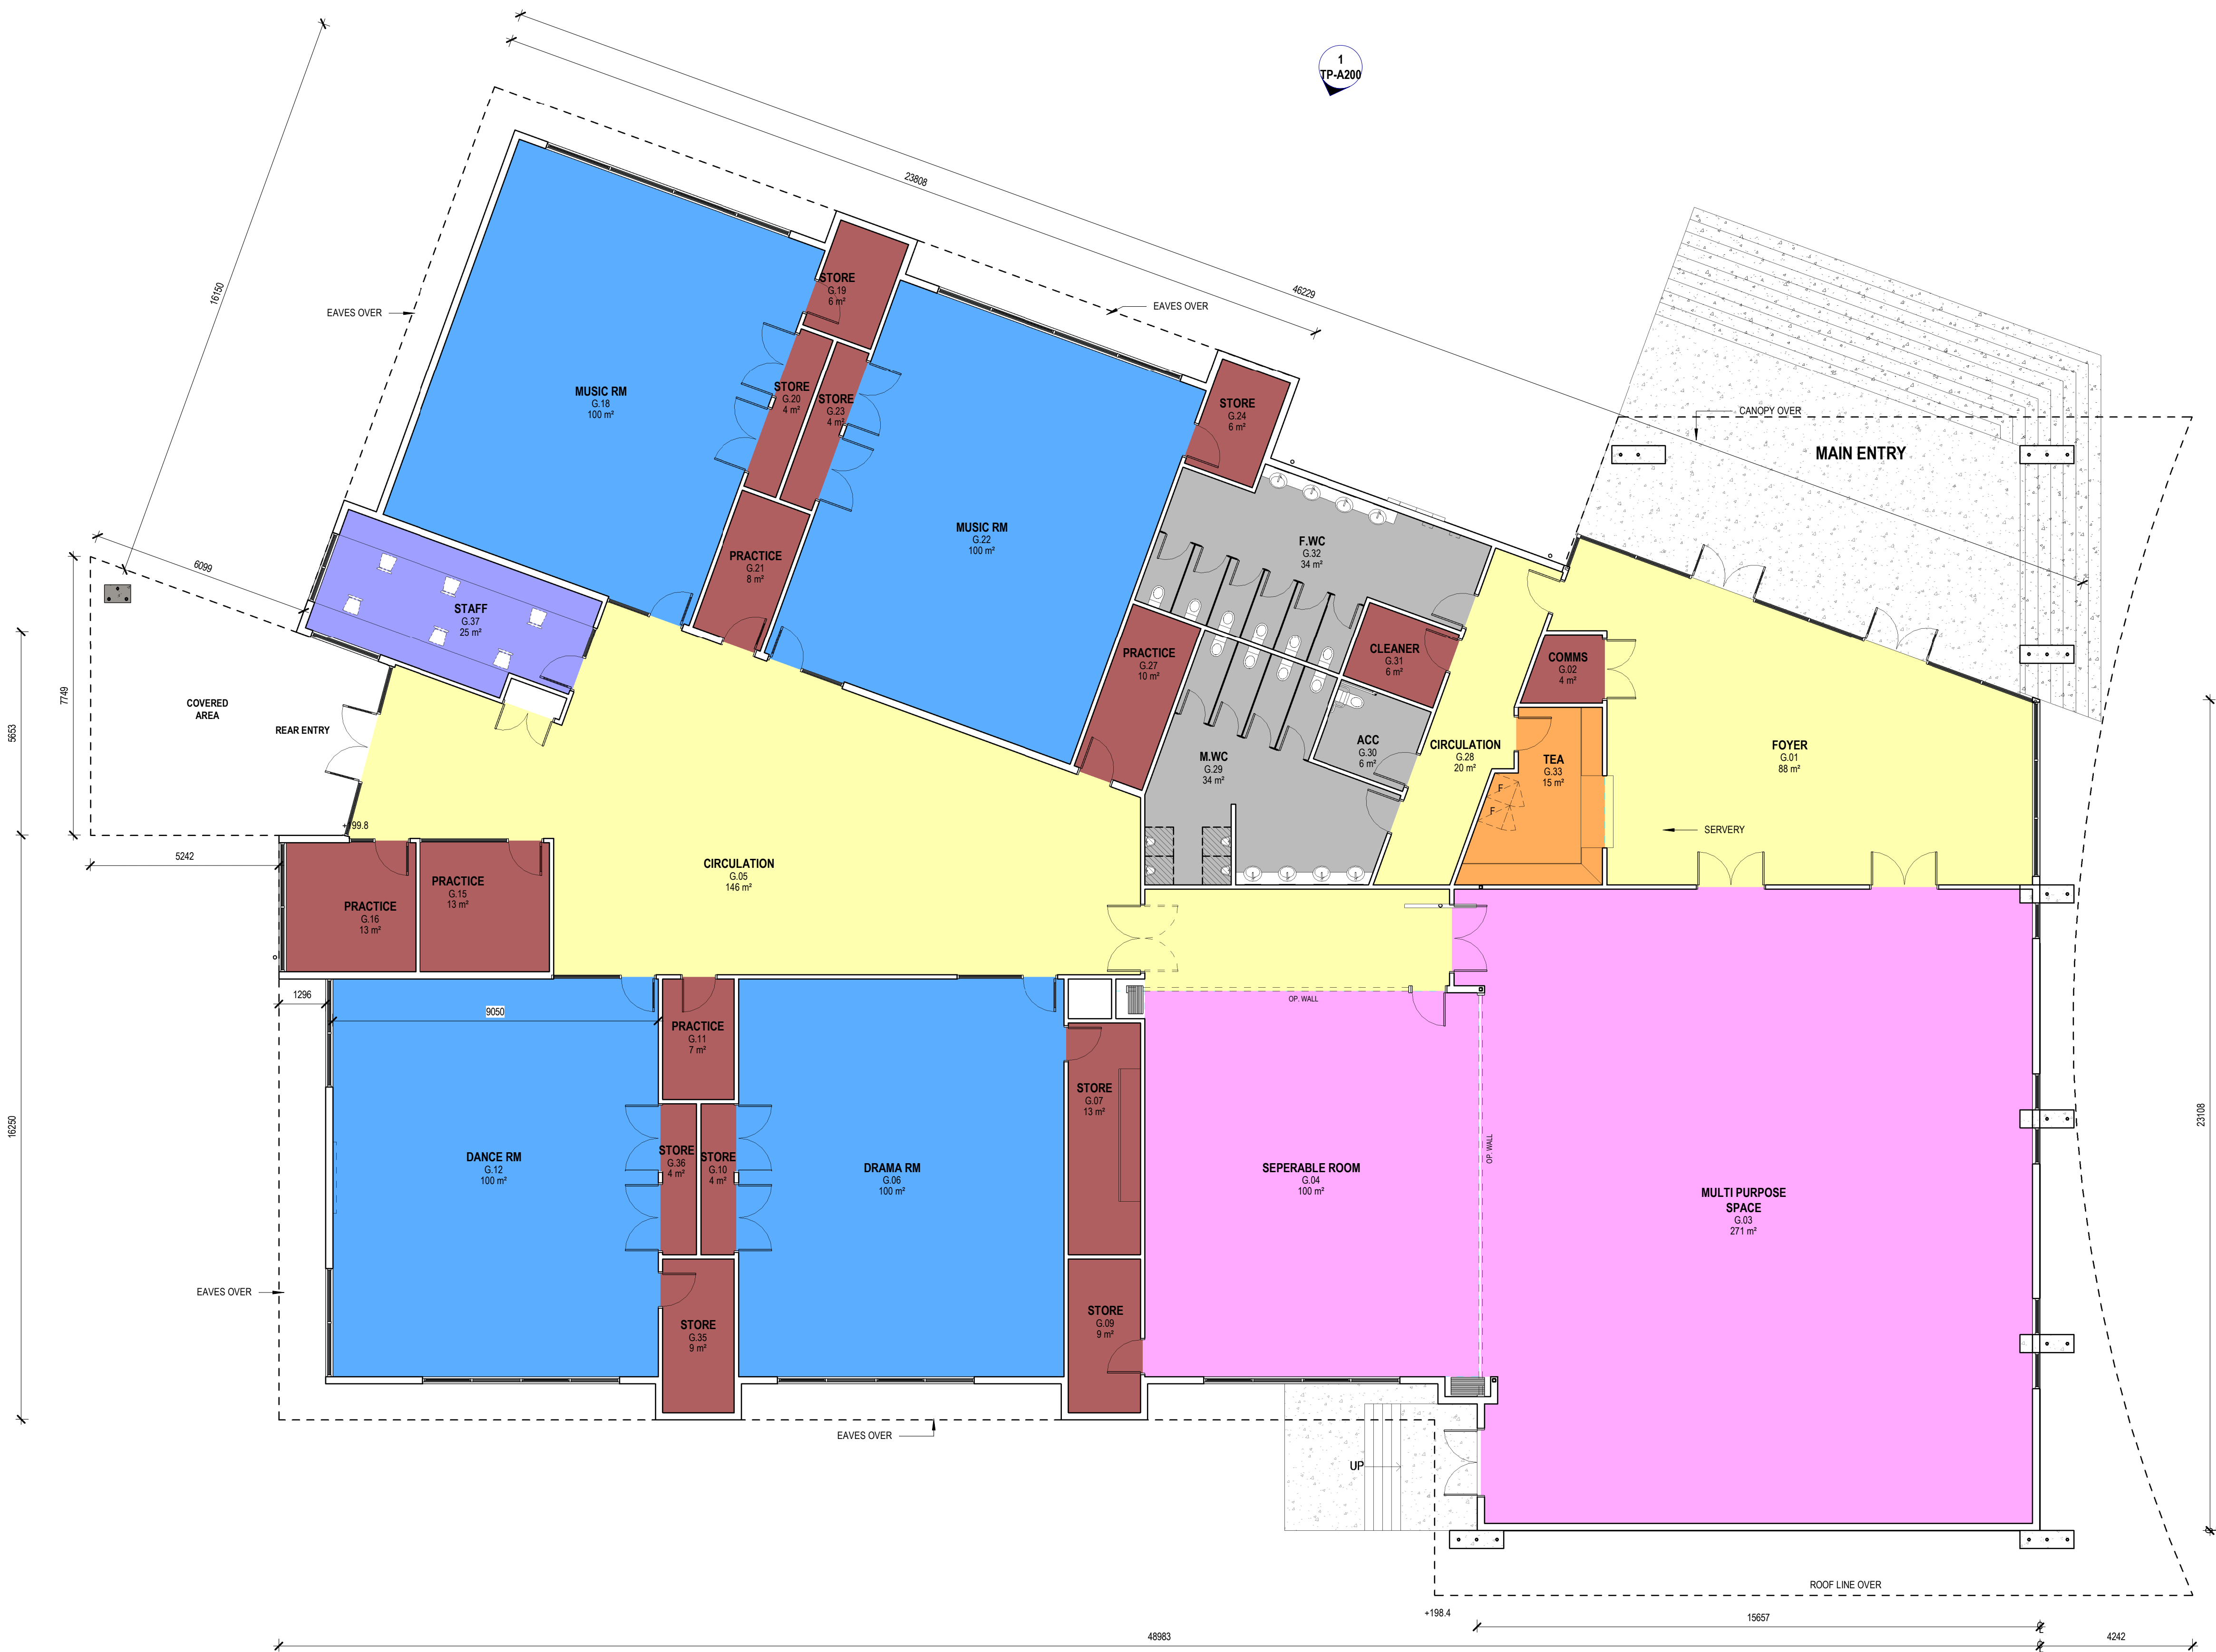 1
TP-A200
23808
46229
16150
EAVES OVER
EAVES OVER
STORE
G.19
6 m²
MUSIC RM
G.18
100 m²
STORE
G.20
4 m²
STORE
G.23
4 m²
STORE
G.24
6 m²
CANOPY OVER
MAIN ENTRY
PRACTICE
G.21
8 m²
MUSIC RM
G.22
100 m²
F.WC
G.32
34 m²
6099
STAFF
G.37
25 m²
PRACTICE
G.27
10 m²
CLEANER
G.31
6 m²
COMMS
G.02
4 m²
7749
5653
COVERED
AREA
REAR ENTRY
ACC
G.30
6 m²
M.WC
G.29
34 m²
CIRCULATION
G.28
20 m²
TEA
G.33
15 m²
F
F
FOYER
G.01
88 m²
SERVERY
+199.8
5242
CIRCULATION
G.05
146 m²
PRACTICE
G.15
13 m²
PRACTICE
G.16
13 m²
1296
9050
OP. WALL
PRACTICE
G.11
7 m²
STORE
G.07
13 m²
16250
23108
OP. WALL
DANCE RM
G.12
100 m²
STORE
G.36
4 m²
STORE
G.10
4 m²
DRAMA RM
G.06
100 m²
SEPERABLE ROOM
G.04
100 m²
MULTI PURPOSE
SPACE
G.03
271 m²
EAVES OVER
STORE
G.35
9 m²
STORE
G.09
9 m²
EAVES OVER
UP
ROOF LINE OVER
+198.4
15657
48983
4242